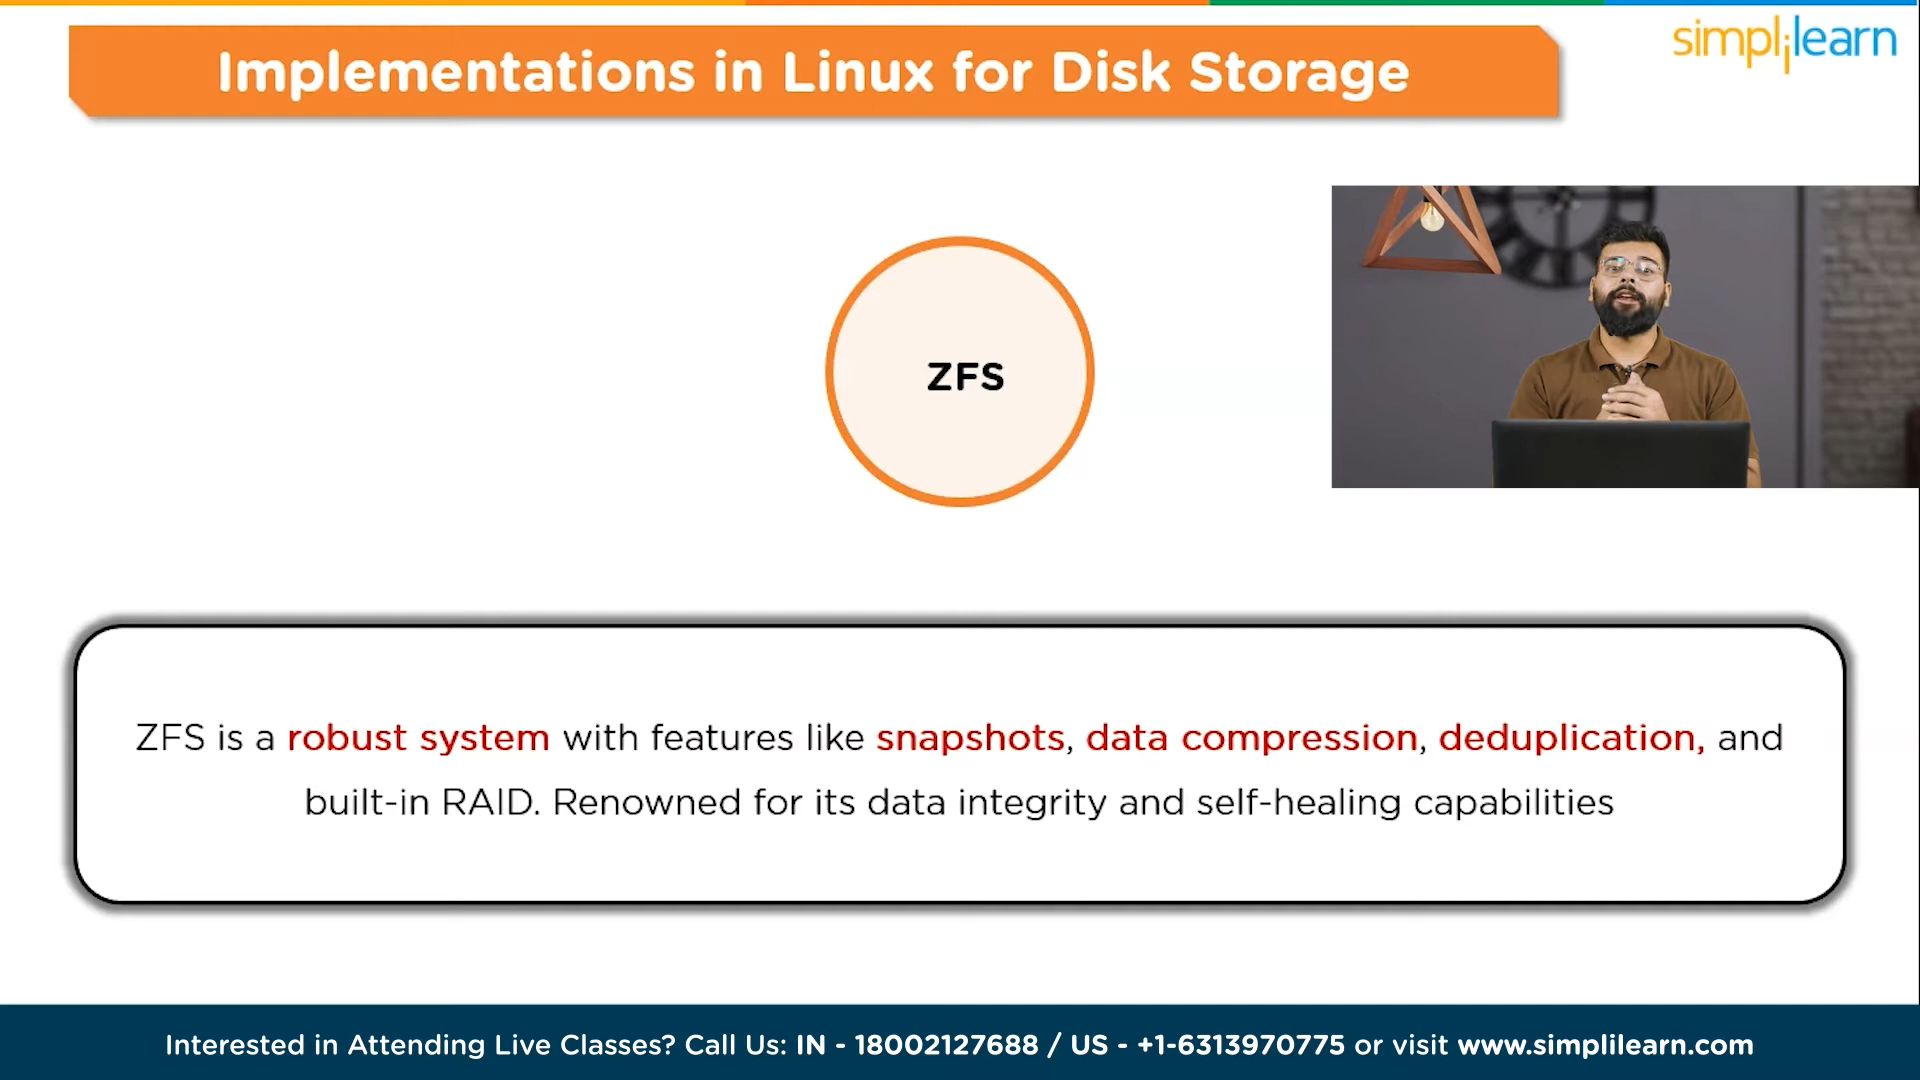 Implementations in Linux for Disk Storage
simplilearn
ZFS
ZFS is a robust system with features like snapshots, data compression, deduplication, and
built-in RAID. Renowned for its data integrity and self-healing capabilities
Interested in Attending Live Classes? Call Us: IN - 18002127688 / US - +1-6313970775 or visit www.simplilearn.com